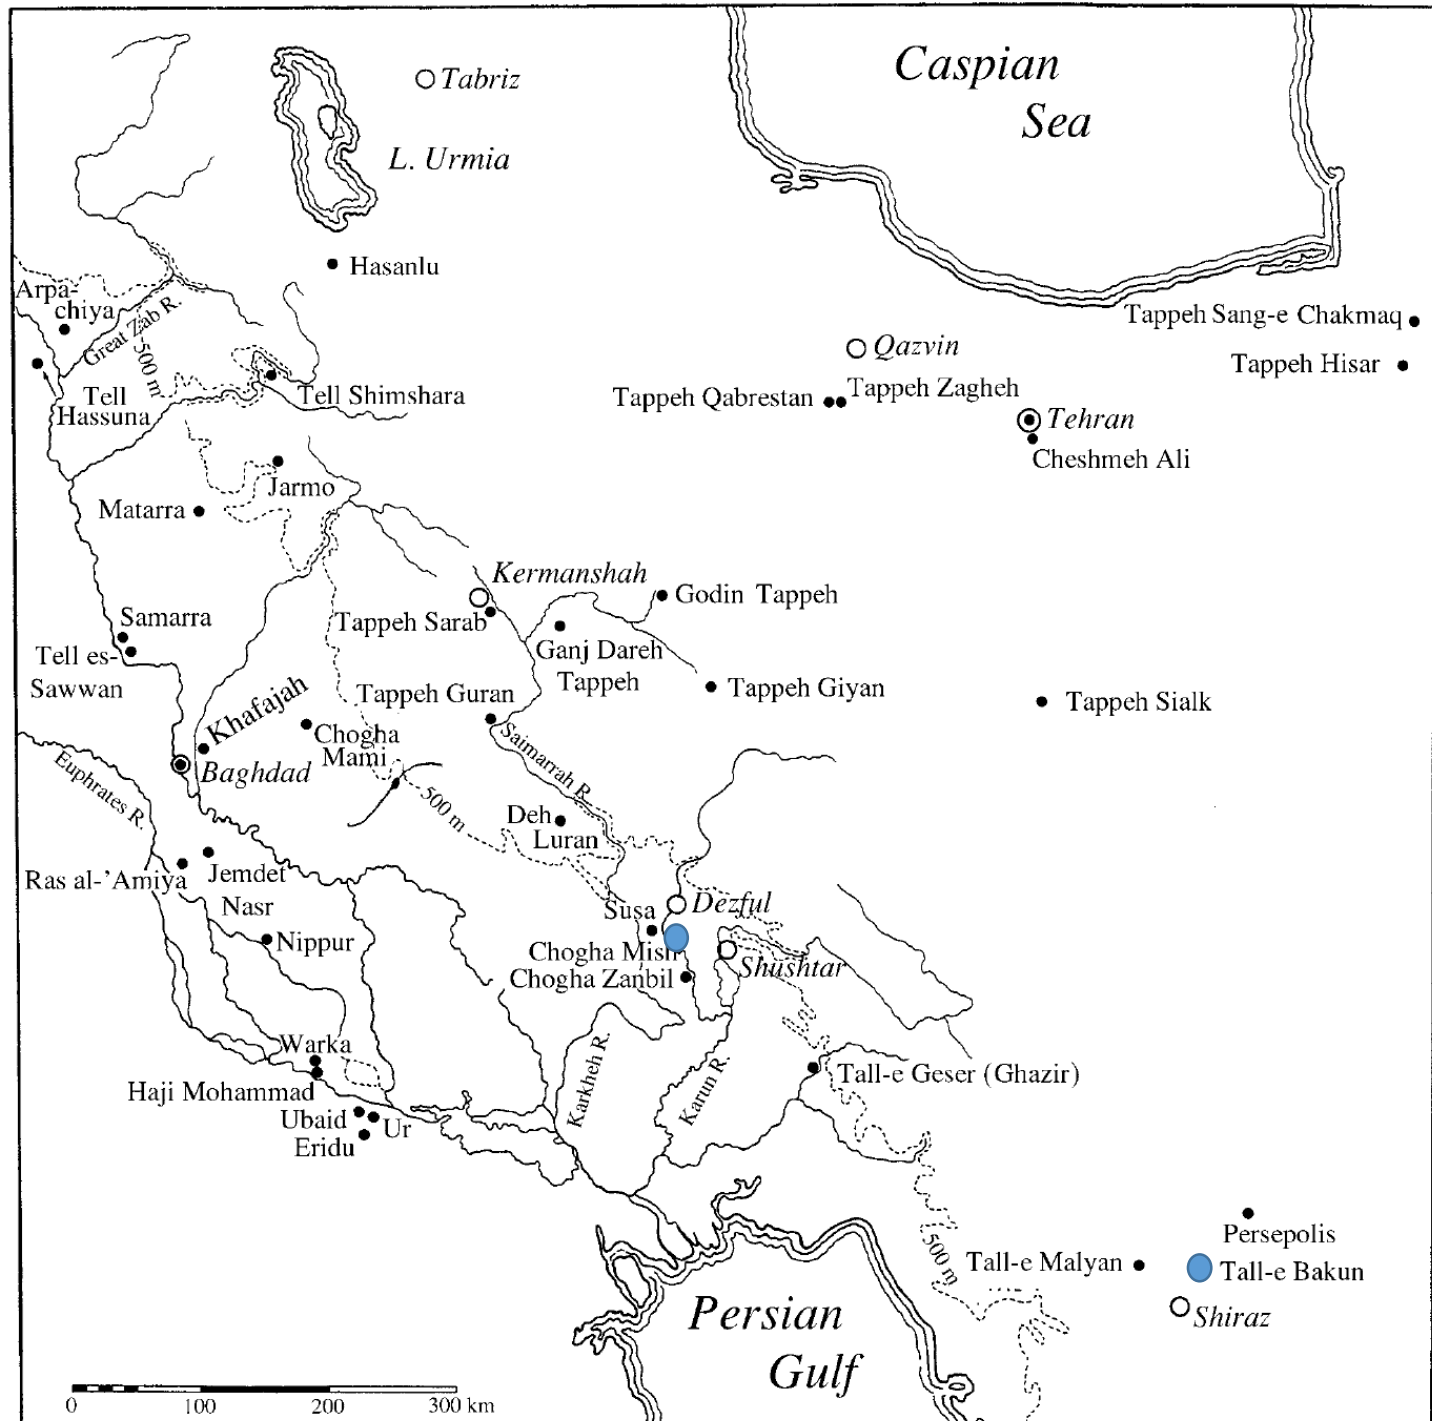 Caspian
Sea
Tabriz
L. Urmia
Hasanlu
Arpa-
chiya
Great Zab R.
500 m
Tell
Hassuna
Tell Shimshara
Tappeh Sang-e Chakmaq
Qazvin
Tappeh Hisar
Tappeh Qabrestan
Tappeh Zagheh
Tehran
Cheshmeh Ali
Jarmo
Matarra
Kermanshah
Godin Tappeh
Samarra
Tappeh Sarab
Ganj Dareh
Tappeh
Tell es-
Sawwan
Tappeh Guran
Tappeh Giyan
Tappeh Sialk
Khafajah
Chogha
Mami
Saimarrah R.
Baghdad
Euphrates R.
500 m
Deh
Luran
Ras al-'Amiya
Jemdet
Nasr
Susa
Dezful
Nippur
Chogha Mish
Shushtar
Chogha Zanbil
Warka
Haji Mohammad
Karkheh R.
Karun R.
Tall-e Geser (Ghazir)
Ubaid
Ur
Eridu
Persepolis
500 m
Tall-e Malyan
Tall-e Bakun
Shiraz
Persian
Gulf
0 100 200 300 km